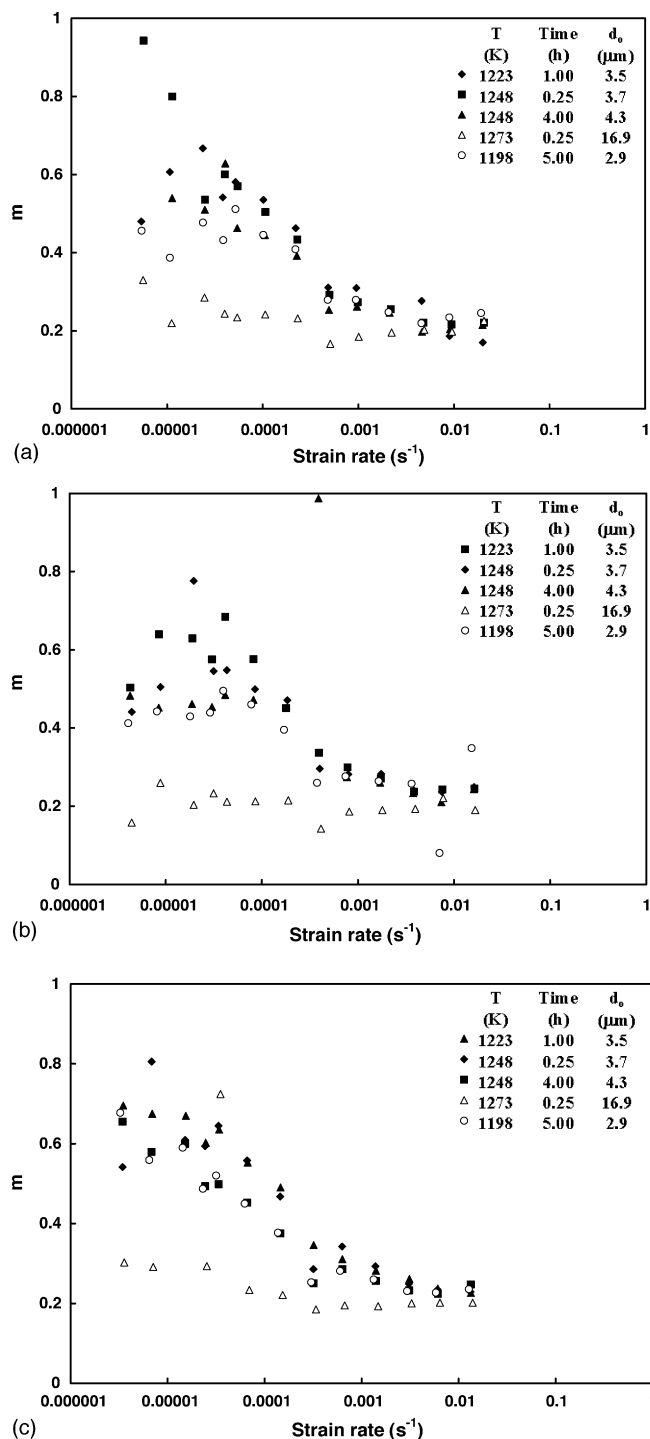 1
T Time dₒ
(K) (h) (μm)
1223 1.00 3.5
0.8
1248 0.25 3.7
1248 4.00 4.3
1273 0.25 16.9
1198 5.00 2.9
0.6
m
0.4
0.2
0
0.000001 0.00001 0.0001 0.001 0.01 0.1 1
(a) Strain rate (s⁻¹)
1
T Time dₒ
(K) (h) (μm)
1223 1.00 3.5
1248 0.25 3.7
0.8
1248 4.00 4.3
1273 0.25 16.9
1198 5.00 2.9
0.6
m
0.4
0.2
0
0.000001 0.00001 0.0001 0.001 0.01 0.1 1
(b) Strain rate (s⁻¹)
1
T Time dₒ
(K) (h) (μm)
1223 1.00 3.5
1248 0.25 3.7
0.8
1248 4.00 4.3
1273 0.25 16.9
1198 5.00 2.9
0.6
m
0.4
0.2
0
0.000001 0.00001 0.0001 0.001 0.01 0.1
(c) Strain rate (s⁻¹)